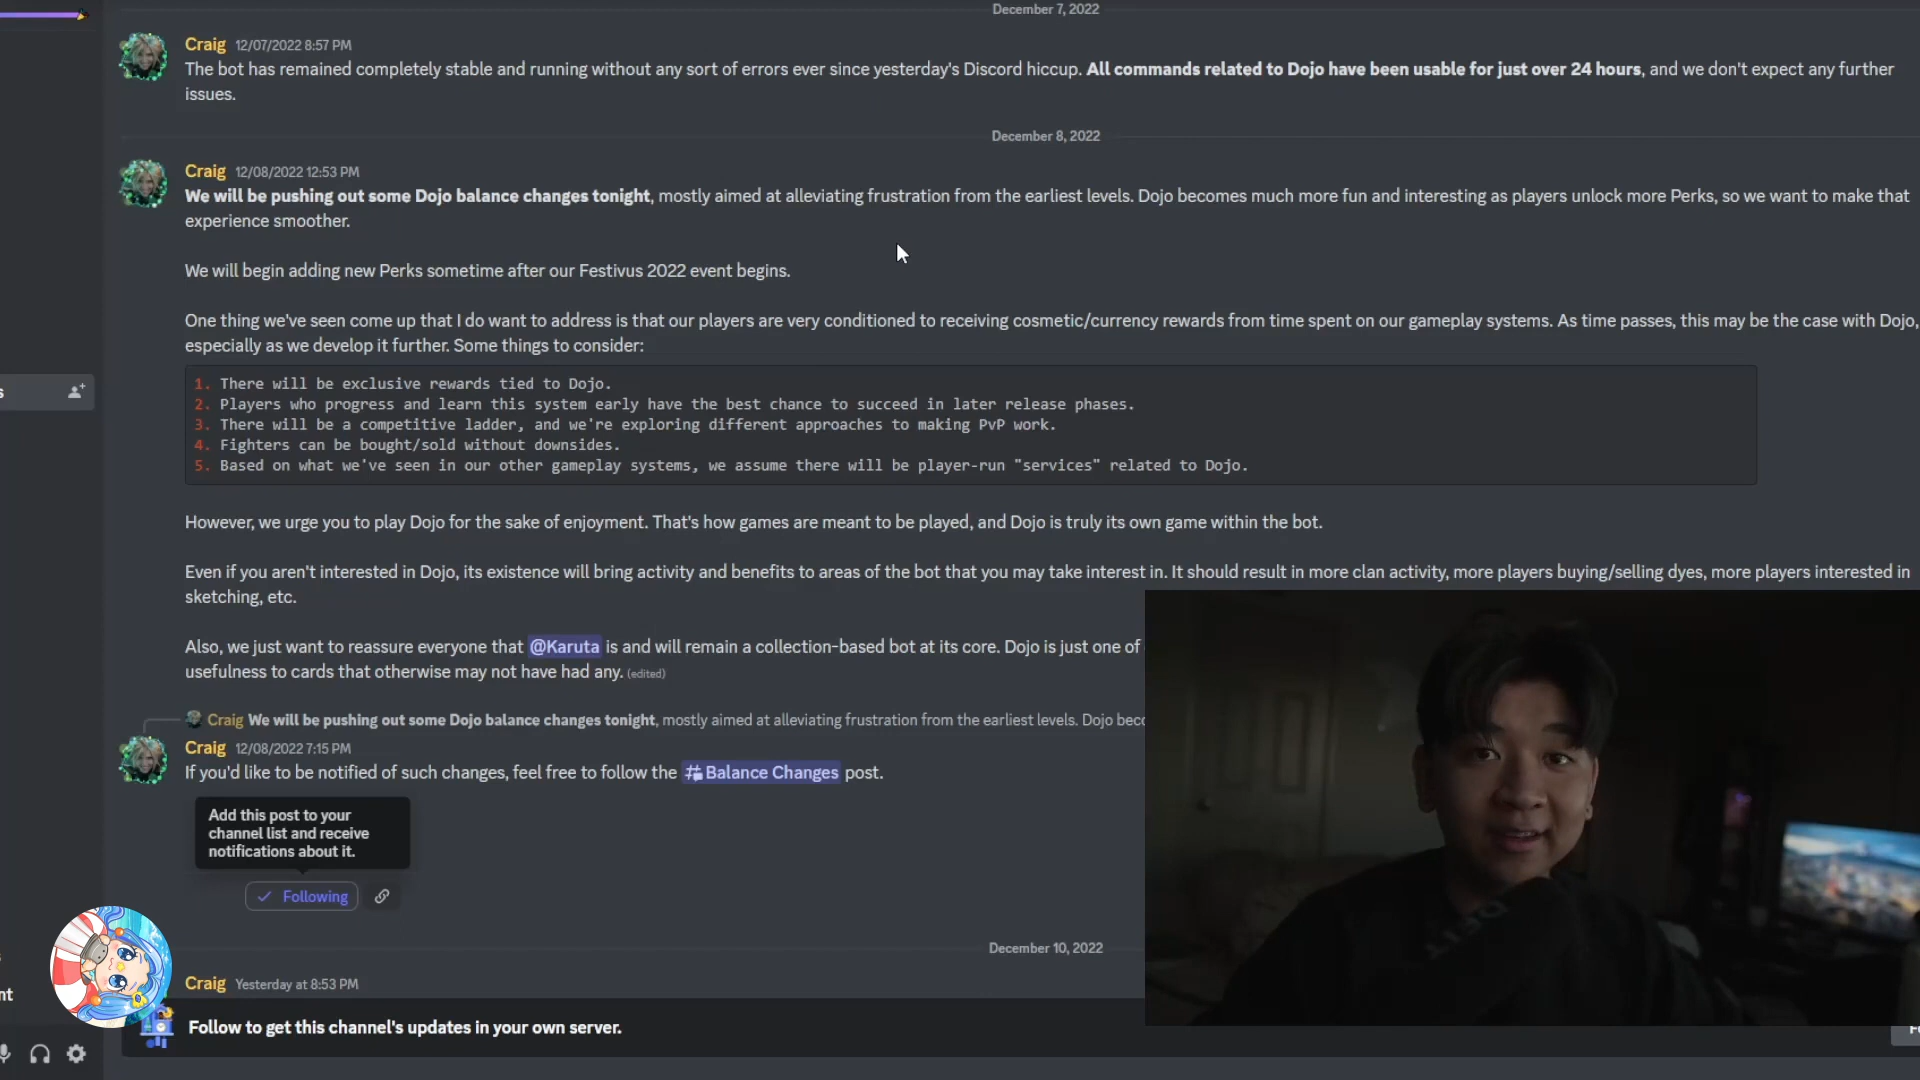 December 7, 2022
Craig 12/07/2022 8:57 PM
The bot has remained completely stable and running without any sort of errors ever since yesterday's Discord hiccup. All commands related to Dojo have been usable for just over 24 hours, and we don't expect any further
issues.
December 8, 2022
Craig 12/08/2022 12:53 PM
We will be pushing out some Dojo balance changes tonight, mostly aimed at alleviating frustration from the earliest levels. Dojo becomes much more fun and interesting as players unlock more Perks, so we want to make that
experience smoother.
We will begin adding new Perks sometime after our Festivus 2022 event begins.
One thing we've seen come up that I do want to address is that our players are very conditioned to receiving cosmetic/currency rewards from time spent on our gameplay systems. As time passes, this may be the case with Dojo,
especially as we develop it further. Some things to consider:
1. There will be exclusive rewards tied to Dojo.
2. Players who progress and learn this system early have the best chance to succeed in later release phases.
3. There will be a competitive ladder, and we're exploring different approaches to making PvP work.
4. Fighters can be bought/sold without downsides.
5. Based on what we've seen in our other gameplay systems, we assume there will be player-run "services" related to Dojo.
However, we urge you to play Dojo for the sake of enjoyment. That's how games are meant to be played, and Dojo is truly its own game within the bot.
Even if you aren't interested in Dojo, its existence will bring activity and benefits to areas of the bot that you may take interest in. It should result in more clan activity, more players buying/selling dyes, more players interested in
sketching, etc.
Also, we just want to reassure everyone that @Karuta is and will remain a collection-based bot at its core. Dojo is just one of
usefulness to cards that otherwise may not have had any. (edited)
Craig We will be pushing out some Dojo balance changes tonight, mostly aimed at alleviating frustration from the earliest levels. Dojo beco
Craig 12/08/2022 7:15 PM
If you'd like to be notified of such changes, feel free to follow the Balance Changes post.
Add this post to your
channel list and receive
notifications about it.
Following
December 10, 2022
Craig Yesterday at 8:53 PM
nt
Follow to get this channel's updates in your own server.